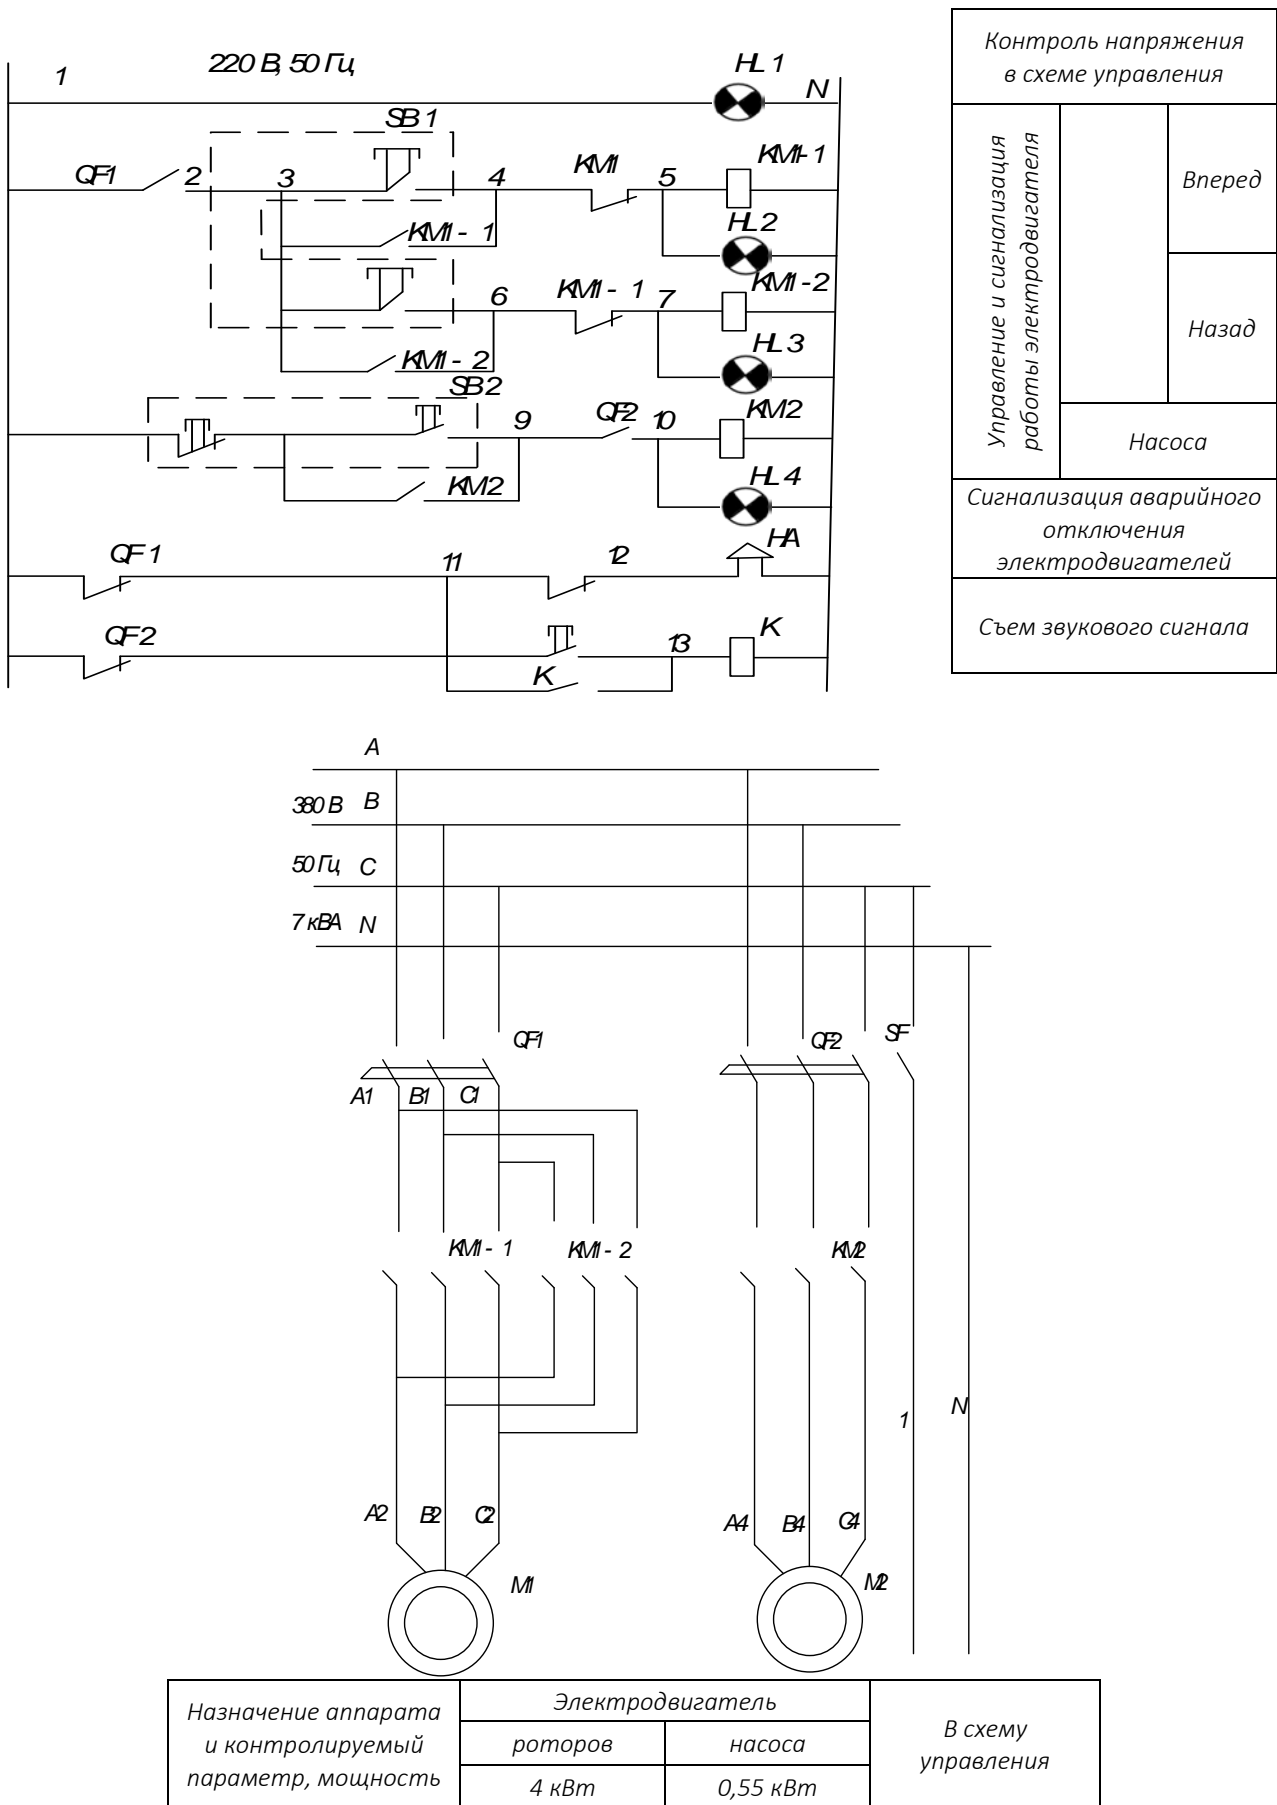 1
220 В, 50 Гц
HL 1
N
Контроль напряжения
в схеме управления
SB 1
QF1
2
3
4
KM1
5
KM1-1
HL 2
KM1 - 1
Управление и сигнализация
работы электродвигателя
Вперед
6
KM1 - 1
7
KM1 -2
HL 3
KM1 - 2
Назад
SB 2
9
QF2
10
KM2
Насоса
KM2
HL 4
QF 1
11
12
HA
Сигнализация аварийного
отключения
электродвигателей
QF2
13
K
K
Съем звукового сигнала
A
380 В
B
50 Гц
C
7 кВА
N
QF1
QF2
SF
A1
B1
C1
KM1 - 1
KM1 - 2
KM2
1
N
A2
B2
C2
A4
B4
C4
M1
M2
Назначение аппарата
и контролируемый
параметр, мощность
Электродвигатель
роторов
насоса
4 кВт
0,55 кВт
В схему
управления